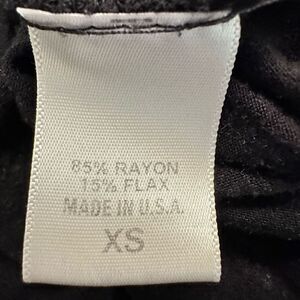 85% RAYON
15% FLAX
MADE IN U.S.A.
XS